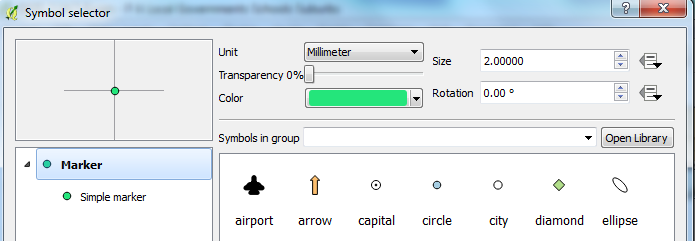 Symbol selector
Unit Millimeter
Size 2.00000
Transparency 0%
Color
Rotation 0.00 °
Symbols in group Open Library
Marker
Simple marker
airport arrow capital circle city diamond ellipse